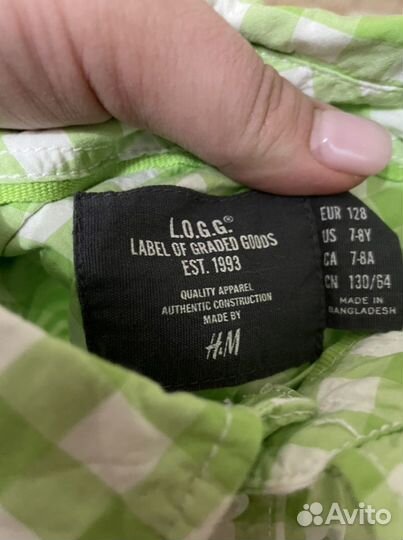 L.O.G.G.®
LABEL OF GRADED GOODS
EST. 1993
QUALITY APPAREL
AUTHENTIC CONSTRUCTION
MADE BY
H&M
EUR 128
US 7-8Y
CA 7-8A
CN 130/64
MADE IN
BANGLADESH
Avito